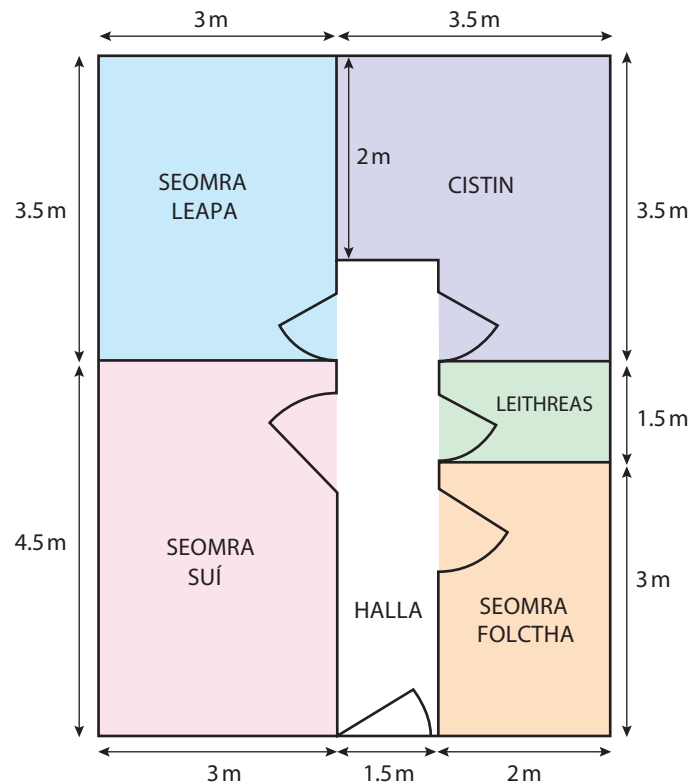 3 m
3.5 m
2 m
SEOMRA
LEAPA
CISTIN
3.5 m
3.5 m
LEITHREAS
1.5 m
4.5 m
SEOMRA
SUÍ
HALLA
SEOMRA
FOLCTHA
3 m
3 m
1.5 m
2 m